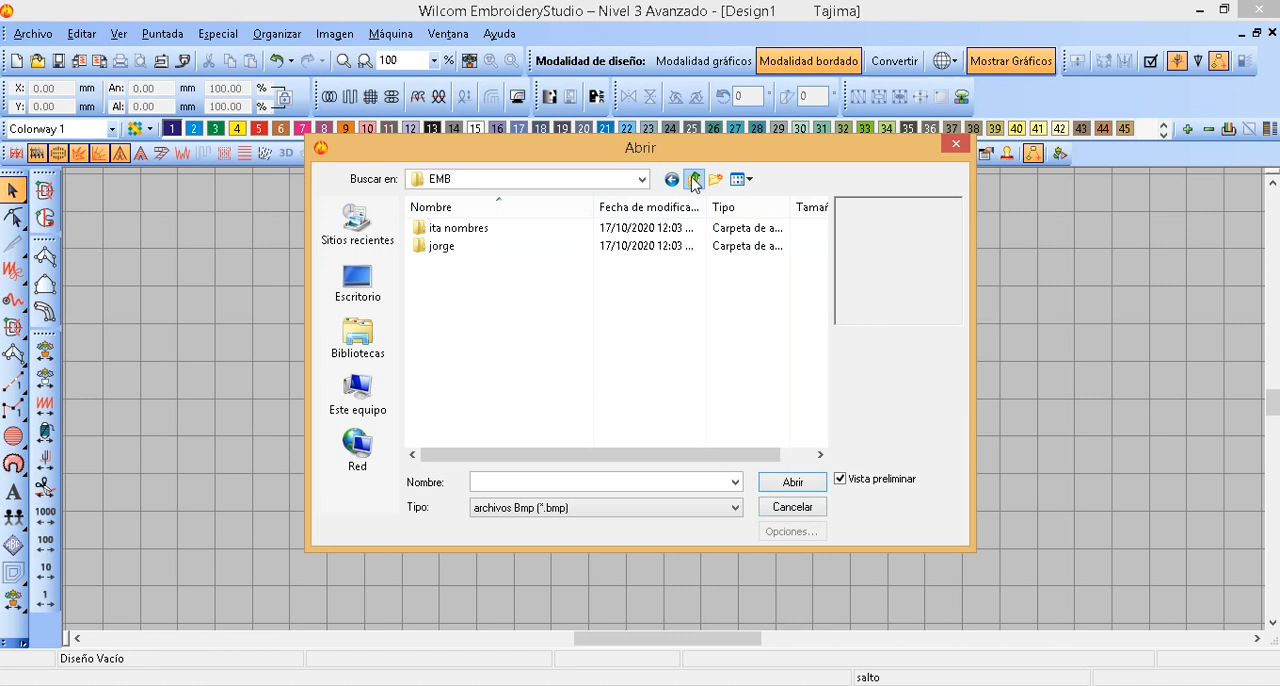 Wilcom EmbroideryStudio – Nivel 3 Avanzado - [Design1 Tajima]
Archivo Editar Ver Puntada Especial Organizar Imagen Máquina Ventana Ayuda
100 % Modalidad de diseño: Modalidad gráficos Modalidad bordado Convertir Mostrar Gráficos
X: 0.00 mm An: 0.00 mm 100.00 % 0 ° 0 °
Y: 0.00 mm Al: 0.00 mm 100.00 %
Colorway 1 1 2 3 4 5 6 7 8 9 10 11 12 13 14 15 16 17 18 19 20 21 22 23 24 25 26 27 28 29 30 31 32 33 34 35 36 37 38 39 40 41 42 43 44 45
3D
Abrir
Buscar en: EMB
Nombre Fecha de modifica... Tipo Tamañ
ita nombres 17/10/2020 12:03 ... Carpeta de a...
jorge 17/10/2020 12:03 ... Carpeta de a...
Sitios recientes
Escritorio
Bibliotecas
Este equipo
Red
Nombre: Abrir Vista preliminar
Tipo: archivos Bmp (*.bmp) Cancelar
Opciones...
A
ABC
1000
100
10
1
Diseño Vacío
salto